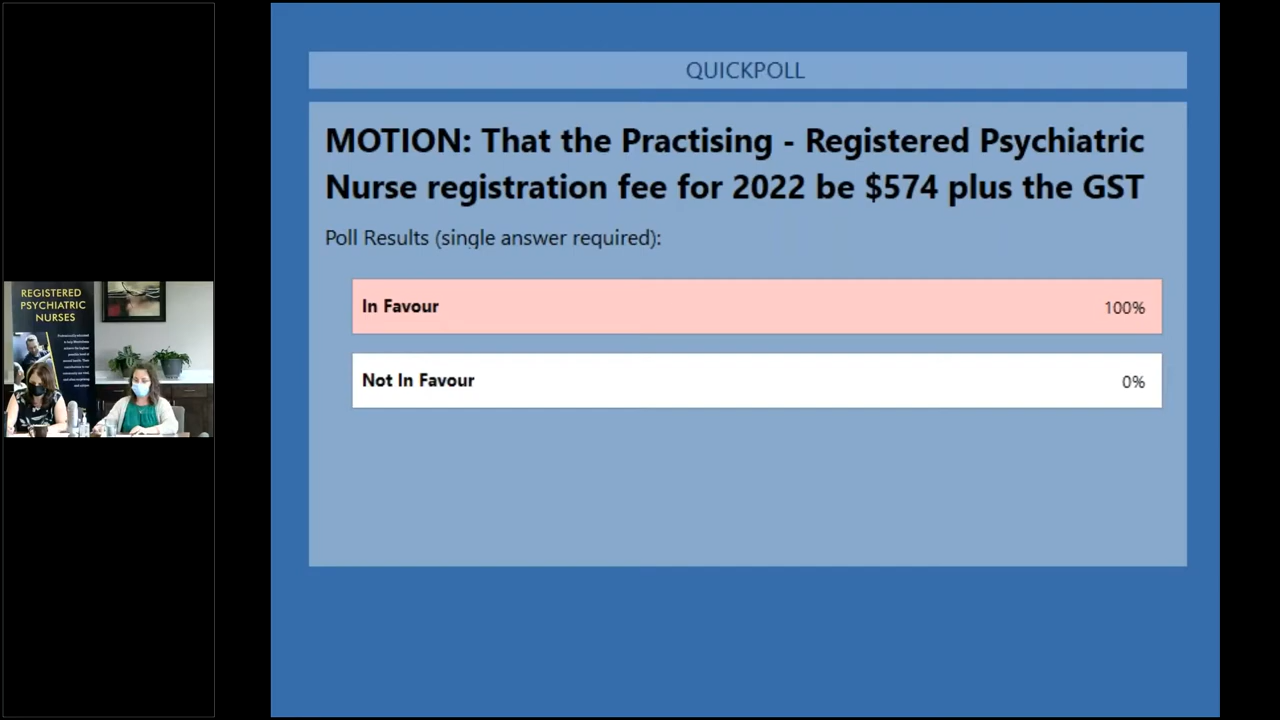 QUICKPOLL
MOTION: That the Practising - Registered Psychiatric
Nurse registration fee for 2022 be $574 plus the GST
Poll Results (single answer required):
In Favour 100%
Not In Favour 0%
REGISTERED
PSYCHIATRIC
NURSES